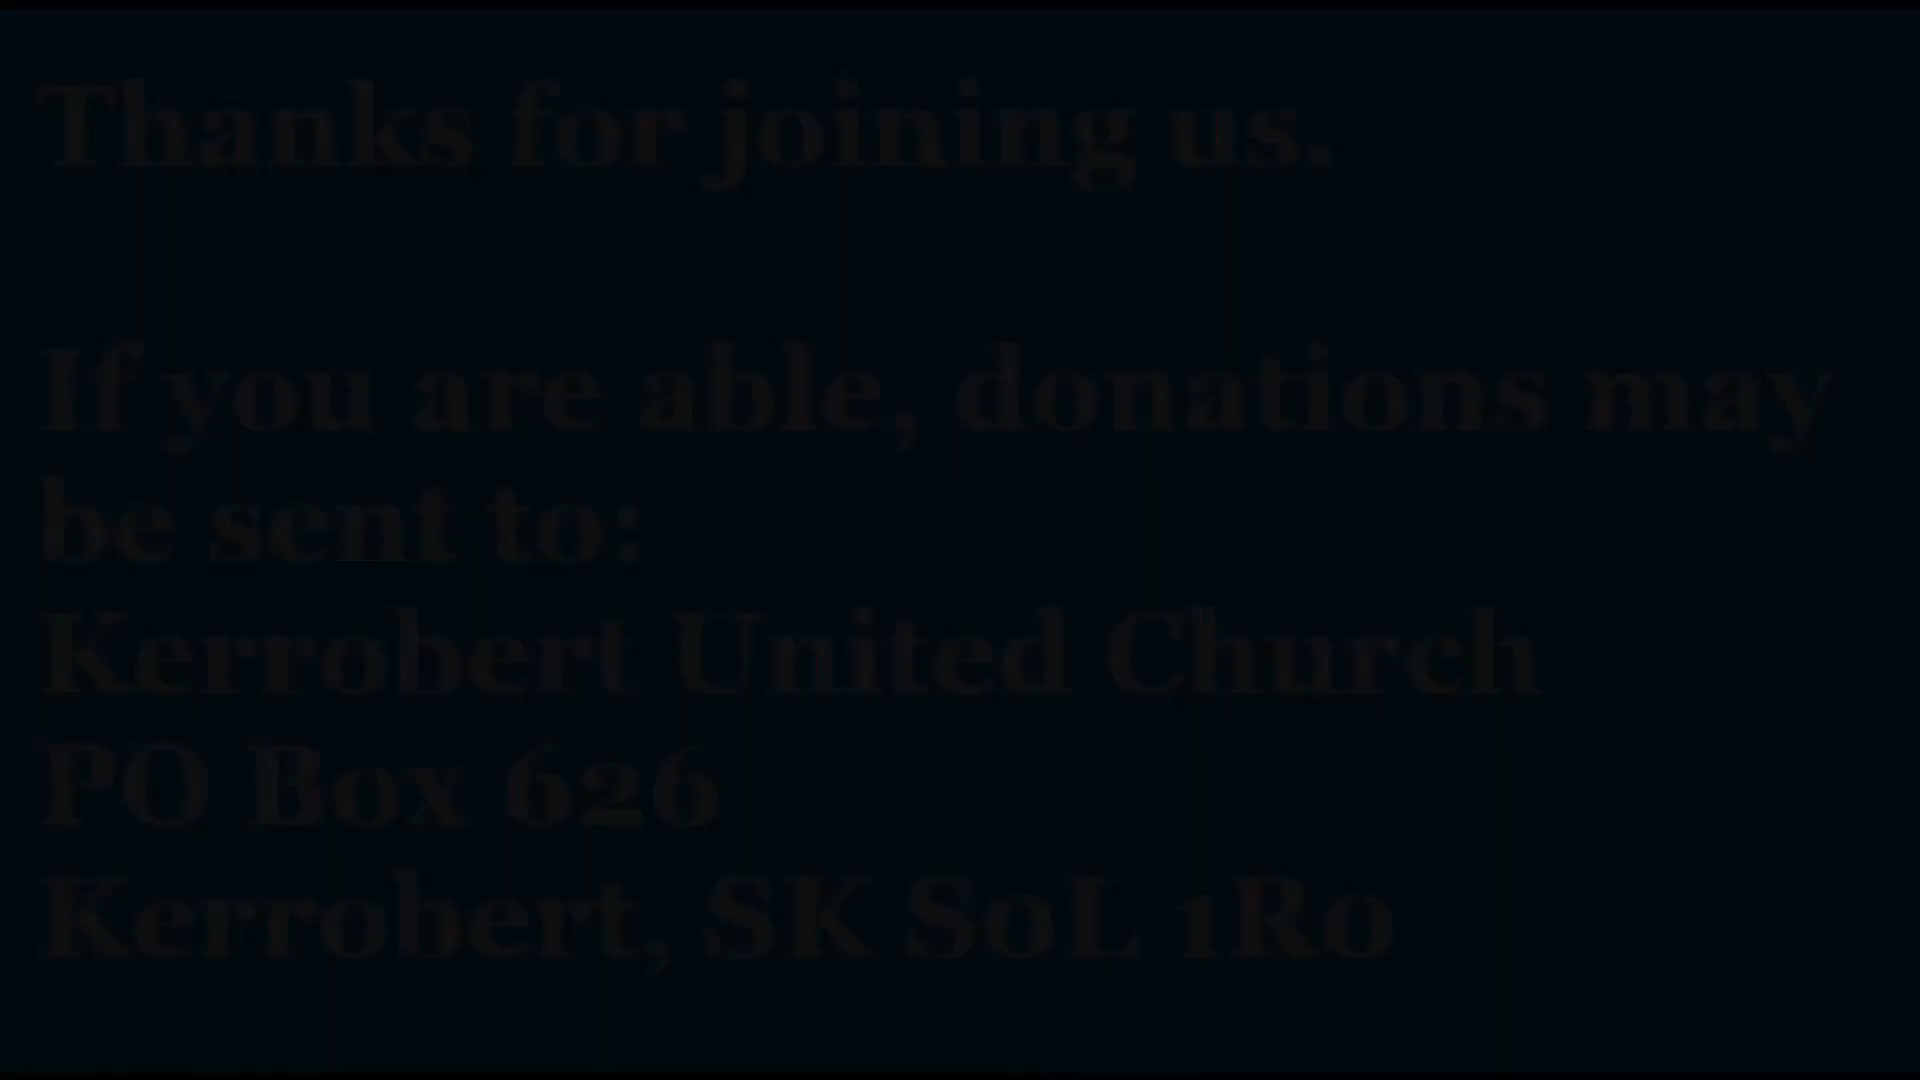 Thanks for joining us.
If you are able, donations may
be sent to:
Kerrobert United Church
PO Box 626
Kerrobert, SK S0L 1R0